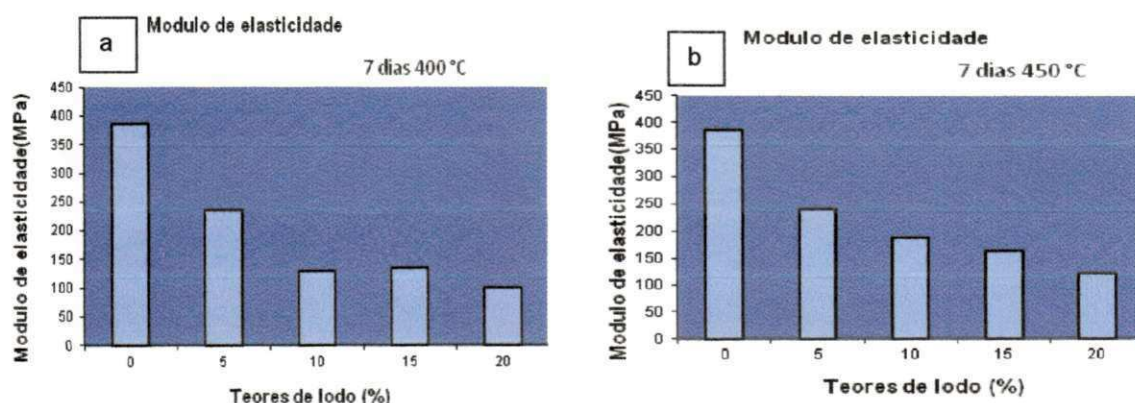 a
Modulo de elasticidade
7 dias 400 °C
Modulo de elasticidade(MPa)
450
400
350
300
250
200
150
100
50
0
0 5 10 15 20
Teores de lodo (%)
b
Modulo de elasticidade
7 dias 450 °C
Modulo de elasticidade(MPa)
450
400
350
300
250
200
150
100
50
0
0 5 10 15 20
Teores de lodo (%)